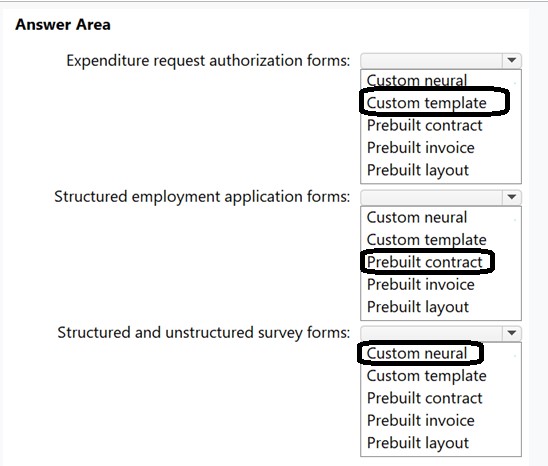 Answer Area
Expenditure request authorization forms:
Custom neural
Custom template
Prebuilt contract
Prebuilt invoice
Prebuilt layout
Structured employment application forms:
Custom neural
Custom template
Prebuilt contract
Prebuilt invoice
Prebuilt layout
Structured and unstructured survey forms:
Custom neural
Custom template
Prebuilt contract
Prebuilt invoice
Prebuilt layout